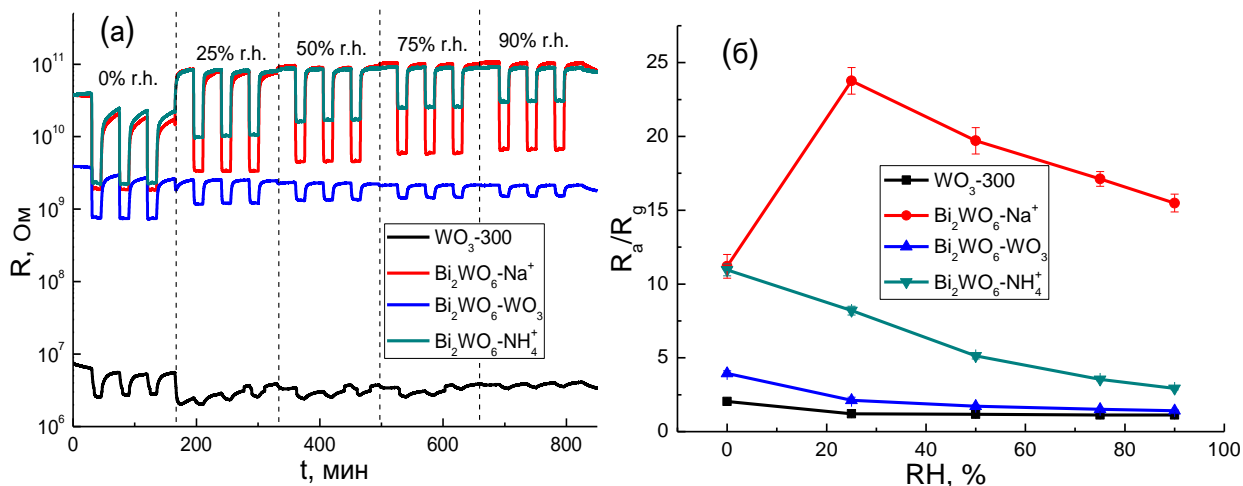 (а)
0% r.h.
25% r.h.
50% r.h.
75% r.h.
90% r.h.
10¹¹
10¹⁰
10⁹
10⁸
10⁷
10⁶
R, Ом
WO₃-300
Bi₂WO₆-Na⁺
Bi₂WO₆-WO₃
Bi₂WO₆-NH₄⁺
0 200 400 600 800
t, мин
(б)
25
20
15
10
5
0
Rₐ/R_g
WO₃-300
Bi₂WO₆-Na⁺
Bi₂WO₆-WO₃
Bi₂WO₆-NH₄⁺
0 20 40 60 80 100
RH, %